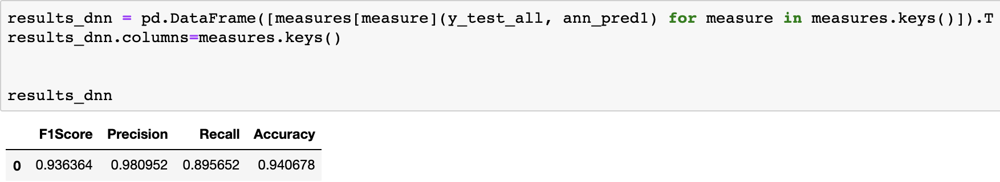 results_dnn = pd.DataFrame([measures[measure](y_test_all, ann_pred1) for measure in measures.keys()]).T
results_dnn.columns=measures.keys()
results_dnn
F1Score Precision Recall Accuracy
0 0.936364 0.980952 0.895652 0.940678